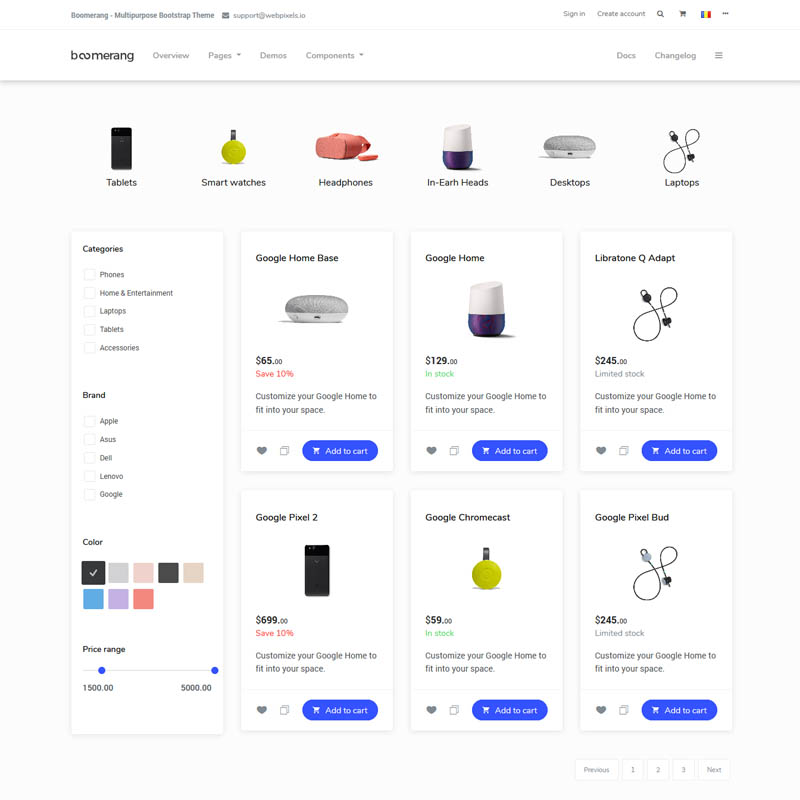 Boomerang - Multipurpose Bootstrap Theme support@webpixels.io Sign in Create account
boomerang Overview Pages Demos Components Docs Changelog
Tablets Smart watches Headphones In-Earh Heads Desktops Laptops
Categories
Phones
Home & Entertainment
Laptops
Tablets
Accessories
Brand
Apple
Asus
Dell
Lenovo
Google
Color
Price range
1500.00 5000.00
Google Home Base
$65.00
Save 10%
Customize your Google Home to
fit into your space.
Add to cart
Google Home
$129.00
In stock
Customize your Google Home to
fit into your space.
Add to cart
Libratone Q Adapt
$245.00
Limited stock
Customize your Google Home to
fit into your space.
Add to cart
Google Pixel 2
$699.00
Save 10%
Customize your Google Home to
fit into your space.
Add to cart
Google Chromecast
$59.00
In stock
Customize your Google Home to
fit into your space.
Add to cart
Google Pixel Bud
$245.00
Limited stock
Customize your Google Home to
fit into your space.
Add to cart
Previous 1 2 3 Next